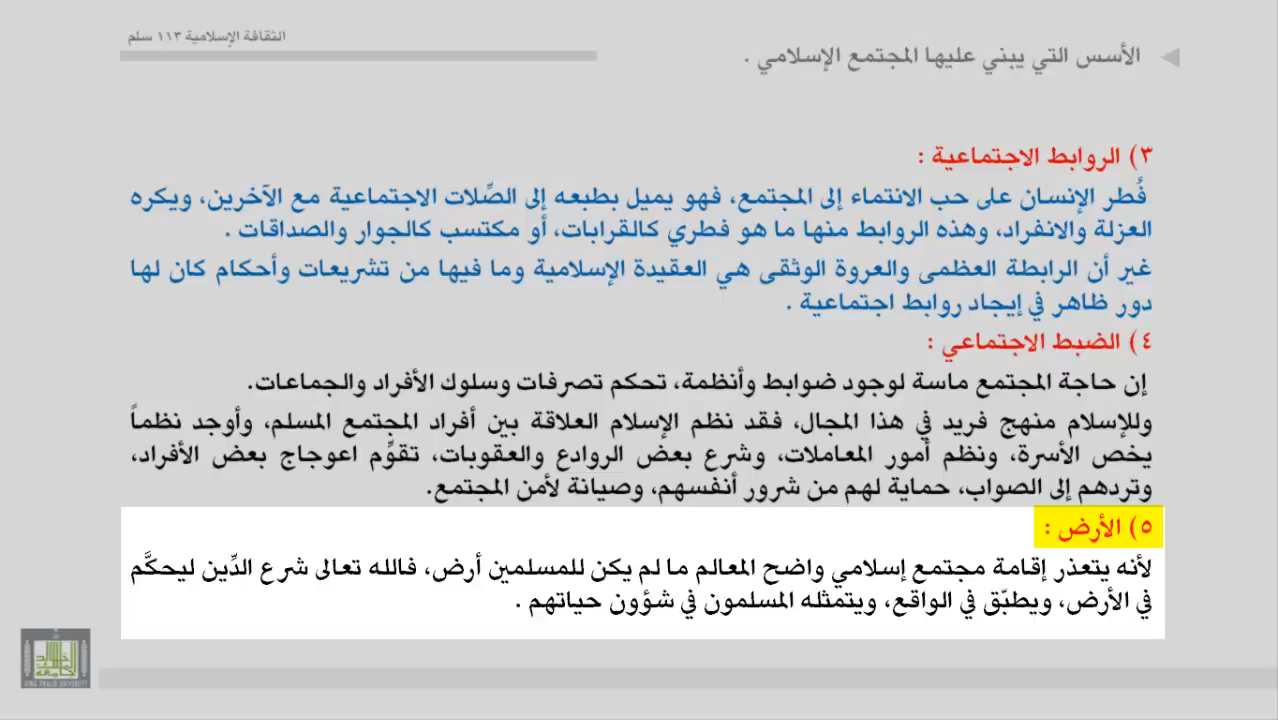 الثقافة الإسلامية ١١٣ سلم
الأسس التي يبني عليها المجتمع الإسلامي .
٣) الروابط الاجتماعية :
فُطر الإنسان على حب الانتماء إلى المجتمع، فهو يميل بطبعه إلى الصِّلات الاجتماعية مع الآخرين، ويكره
العزلة والانفراد، وهذه الروابط منها ما هو فطري كالقرابات، أو مكتسب كالجوار والصداقات .
غير أن الرابطة العظمى والعروة الوثقى هي العقيدة الإسلامية وما فيها من تشريعات وأحكام كان لها
دور ظاهر في إيجاد روابط اجتماعية .
٤) الضبط الاجتماعي :
إن حاجة المجتمع ماسة لوجود ضوابط وأنظمة، تحكم تصرفات وسلوك الأفراد والجماعات.
وللإسلام منهج فريد في هذا المجال، فقد نظم الإسلام العلاقة بين أفراد المجتمع المسلم، وأوجد نظماً
يخص الأسرة، ونظم أمور المعاملات، وشرع بعض الروادع والعقوبات، تقوِّم اعوجاج بعض الأفراد،
وتردهم إلى الصواب، حماية لهم من شرور أنفسهم، وصيانة لأمن المجتمع.
٥) الأرض :
لأنه يتعذر إقامة مجتمع إسلامي واضح المعالم ما لم يكن للمسلمين أرض، فالله تعالى شرع الدِّين ليحكَّم
في الأرض، ويطبّق في الواقع، ويتمثله المسلمون في شؤون حياتهم .
KING KHALID UNIVERSITY